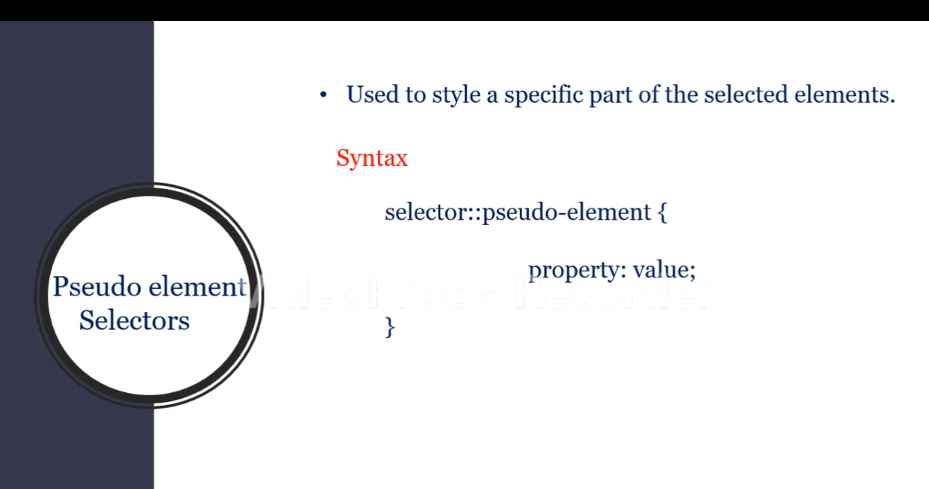 • Used to style a specific part of the selected elements.
Syntax
selector::pseudo-element {
property: value;
}
Pseudo element
Selectors
VideoProc - Recorder